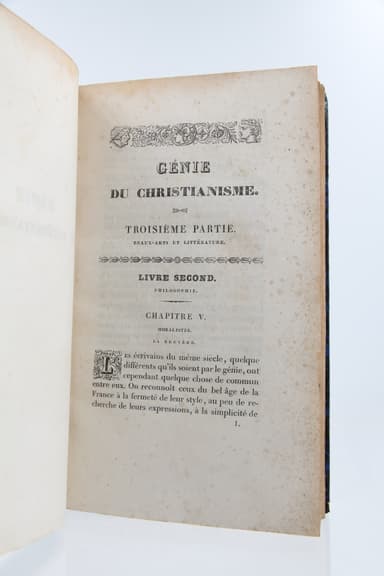 GÉNIE
DU CHRISTIANISME.
TROISIÈME PARTIE.
BEAUX-ARTS ET LITTÉRATURE.
LIVRE SECOND.
PHILOSOPHIE.
CHAPITRE V.
MORALISTES.
LA BRUYÈRE.
Les écrivains du même siècle, quelque
différents qu'ils soient par le génie, ont
cependant quelque chose de commun
entre eux. On reconnoît ceux du bel âge de la
France à la fermeté de leur style, au peu de re-
cherche de leurs expressions, à la simplicité de
1.